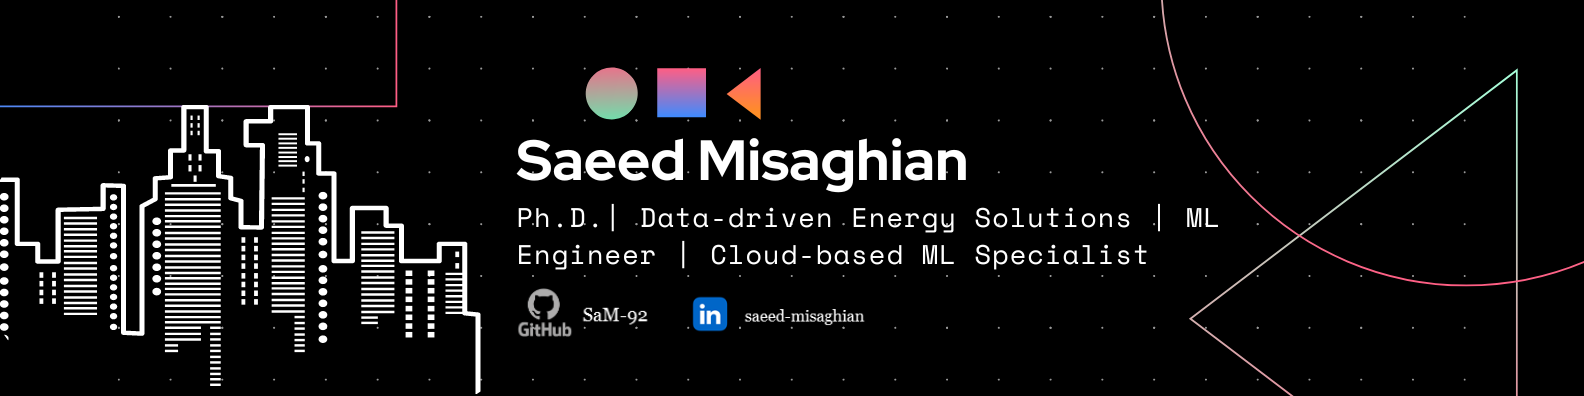 Saeed Misaghian
Ph.D.| Data-driven Energy Solutions | ML
Engineer | Cloud-based ML Specialist
GitHub SaM-92 in saeed-misaghian